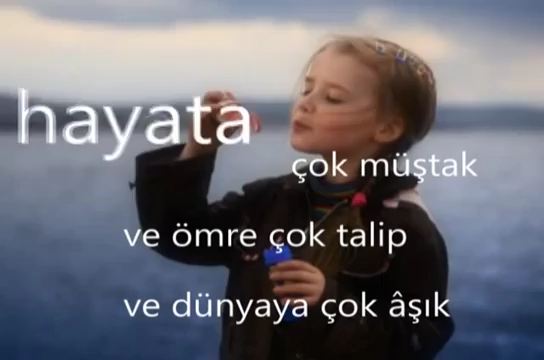 hayata
çok müştak
ve ömre çok talip
ve dünyaya çok âşık